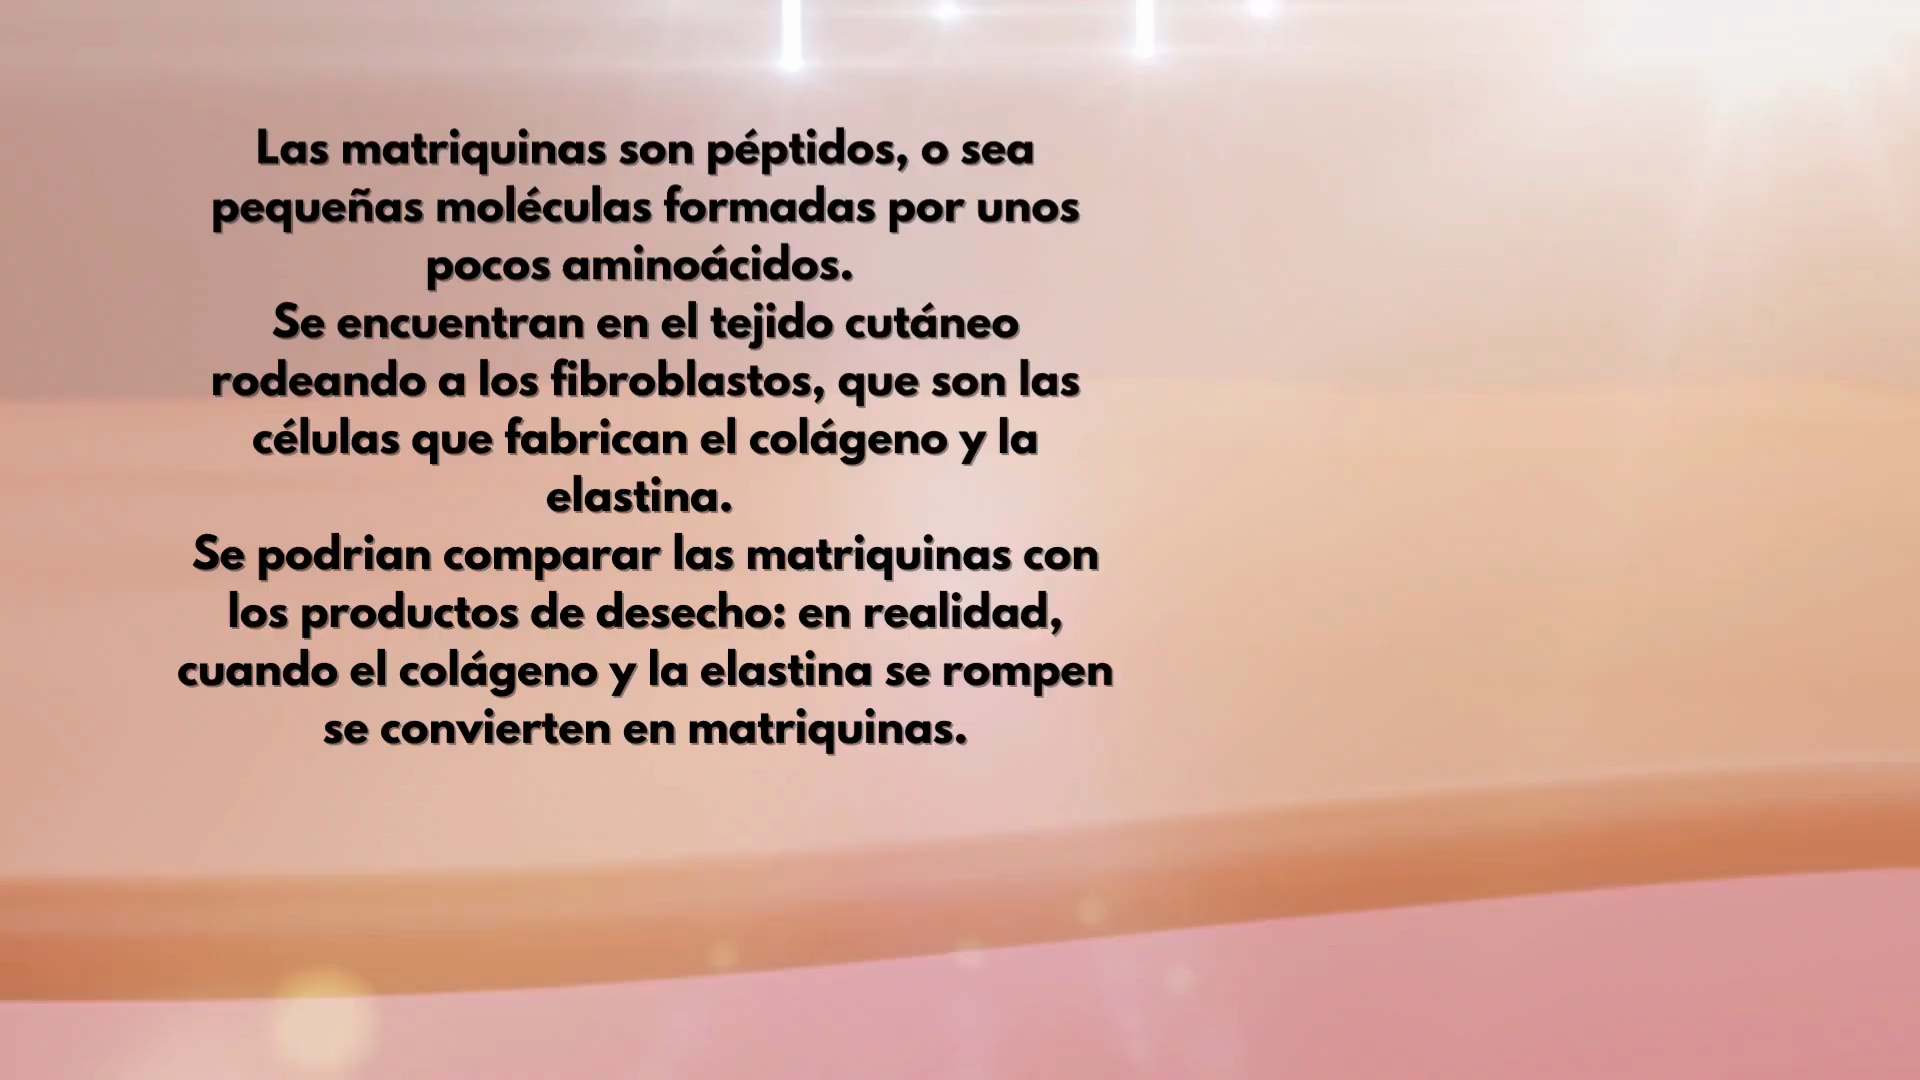 Las matriquinas son péptidos, o sea
pequeñas moléculas formadas por unos
pocos aminoácidos.
Se encuentran en el tejido cutáneo
rodeando a los fibroblastos, que son las
células que fabrican el colágeno y la
elastina.
Se podrian comparar las matriquinas con
los productos de desecho: en realidad,
cuando el colágeno y la elastina se rompen
se convierten en matriquinas.